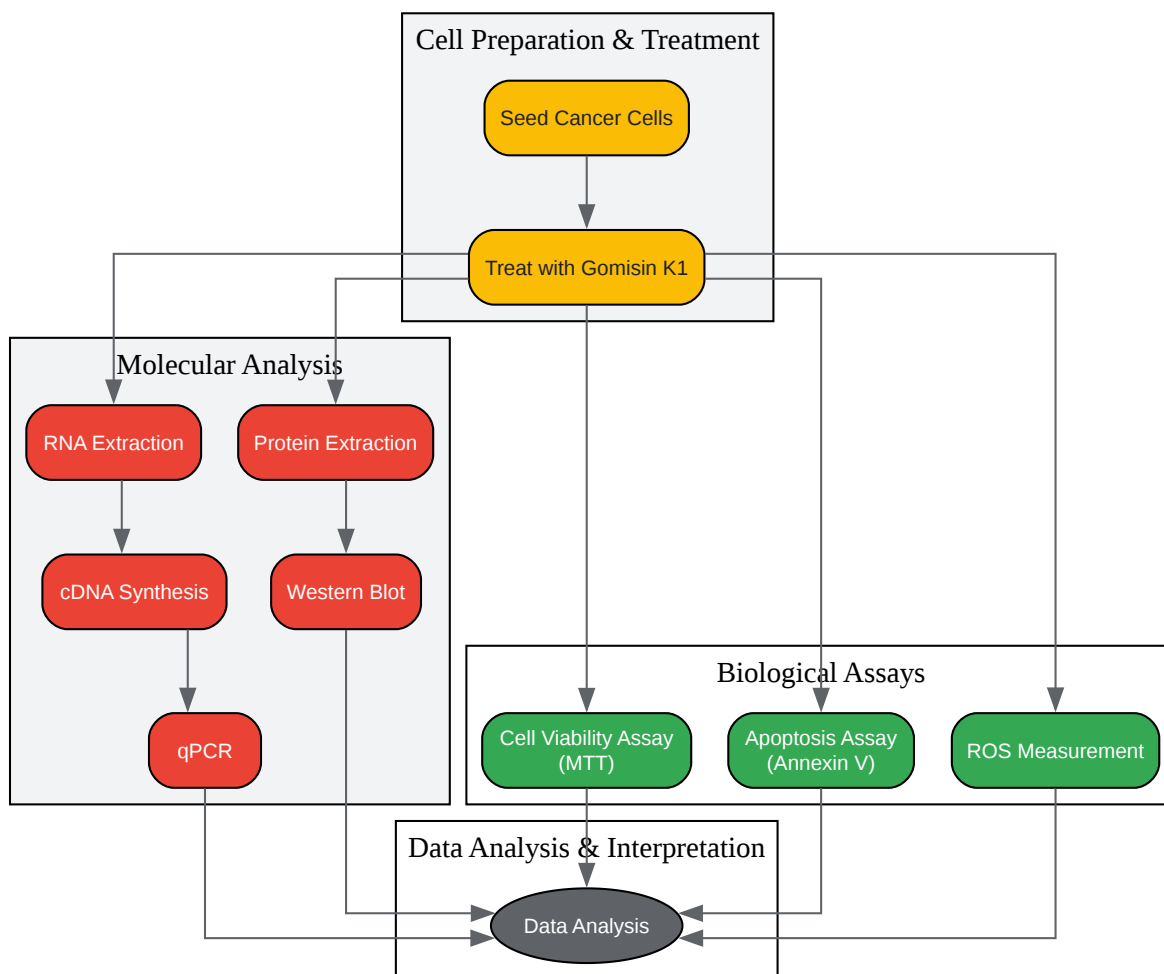 Cell Preparation & Treatment
Seed Cancer Cells
Treat with Gomisin K1
Molecular Analysis
RNA Extraction
Protein Extraction
cDNA Synthesis
Western Blot
qPCR
Biological Assays
Cell Viability Assay
(MTT)
Apoptosis Assay
(Annexin V)
ROS Measurement
Data Analysis & Interpretation
Data Analysis